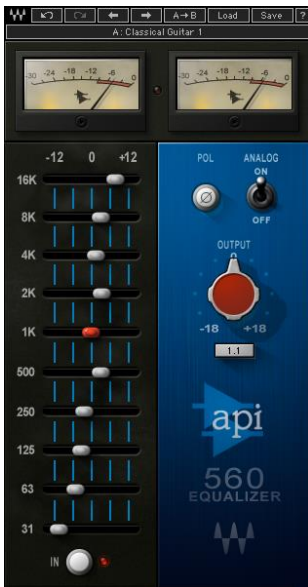 A→B Load Save ?
A: Classical Guitar 1
-30 -24 -18 -12 -6 0
-30 -24 -18 -12 -6 0
-12 0 +12
POL ANALOG
ON
OFF
16K
8K
4K
2K
1K
500
250
125
63
31
IN
OUTPUT
0
-18 +18
1.1
api
560
EQUALIZER